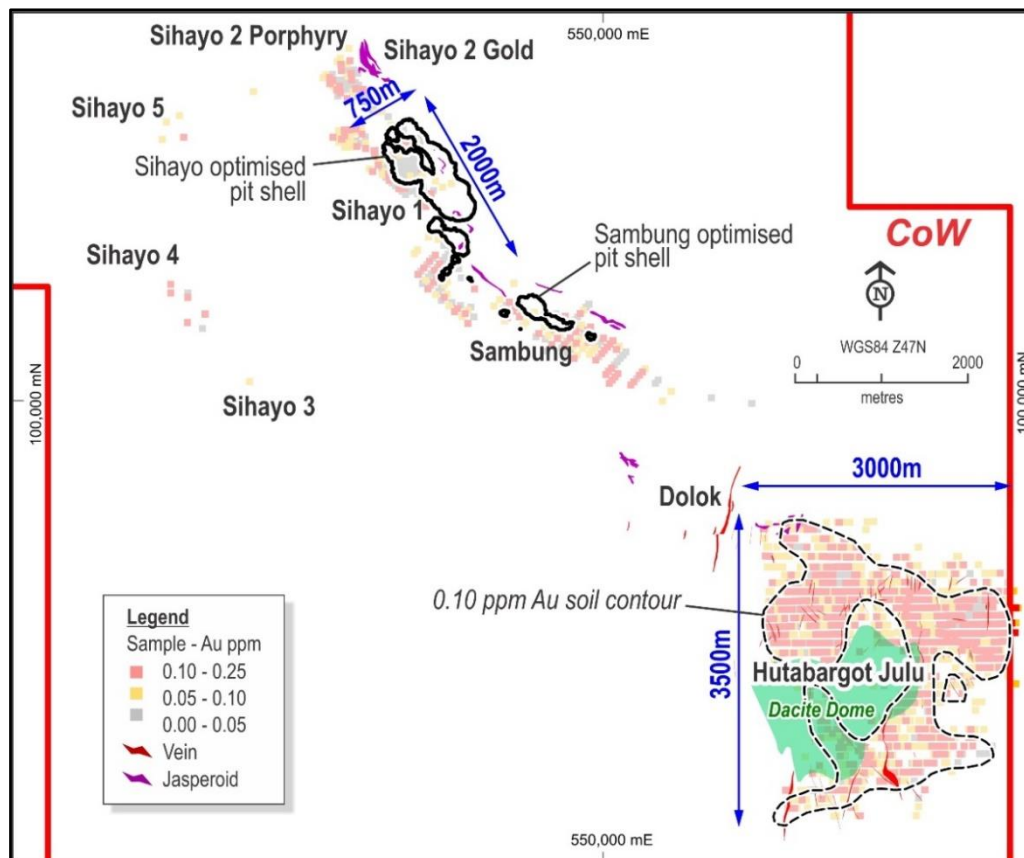 550,000 mE
Sihayo 2 Porphyry
Sihayo 2 Gold
750m
Sihayo 5
2000m
Sihayo optimised
pit shell
Sihayo 1
CoW
Sambung optimised
pit shell
Sihayo 4
N
WGS84 Z47N
0 2000
metres
Sambung
Sihayo 3
100,000 mN
100,000 mN
3000m
Dolok
0.10 ppm Au soil contour
3500m
Hutabargot Julu
Dacite Dome
Legend
Sample - Au ppm
0.10 - 0.25
0.05 - 0.10
0.00 - 0.05
Vein
Jasperoid
550,000 mE